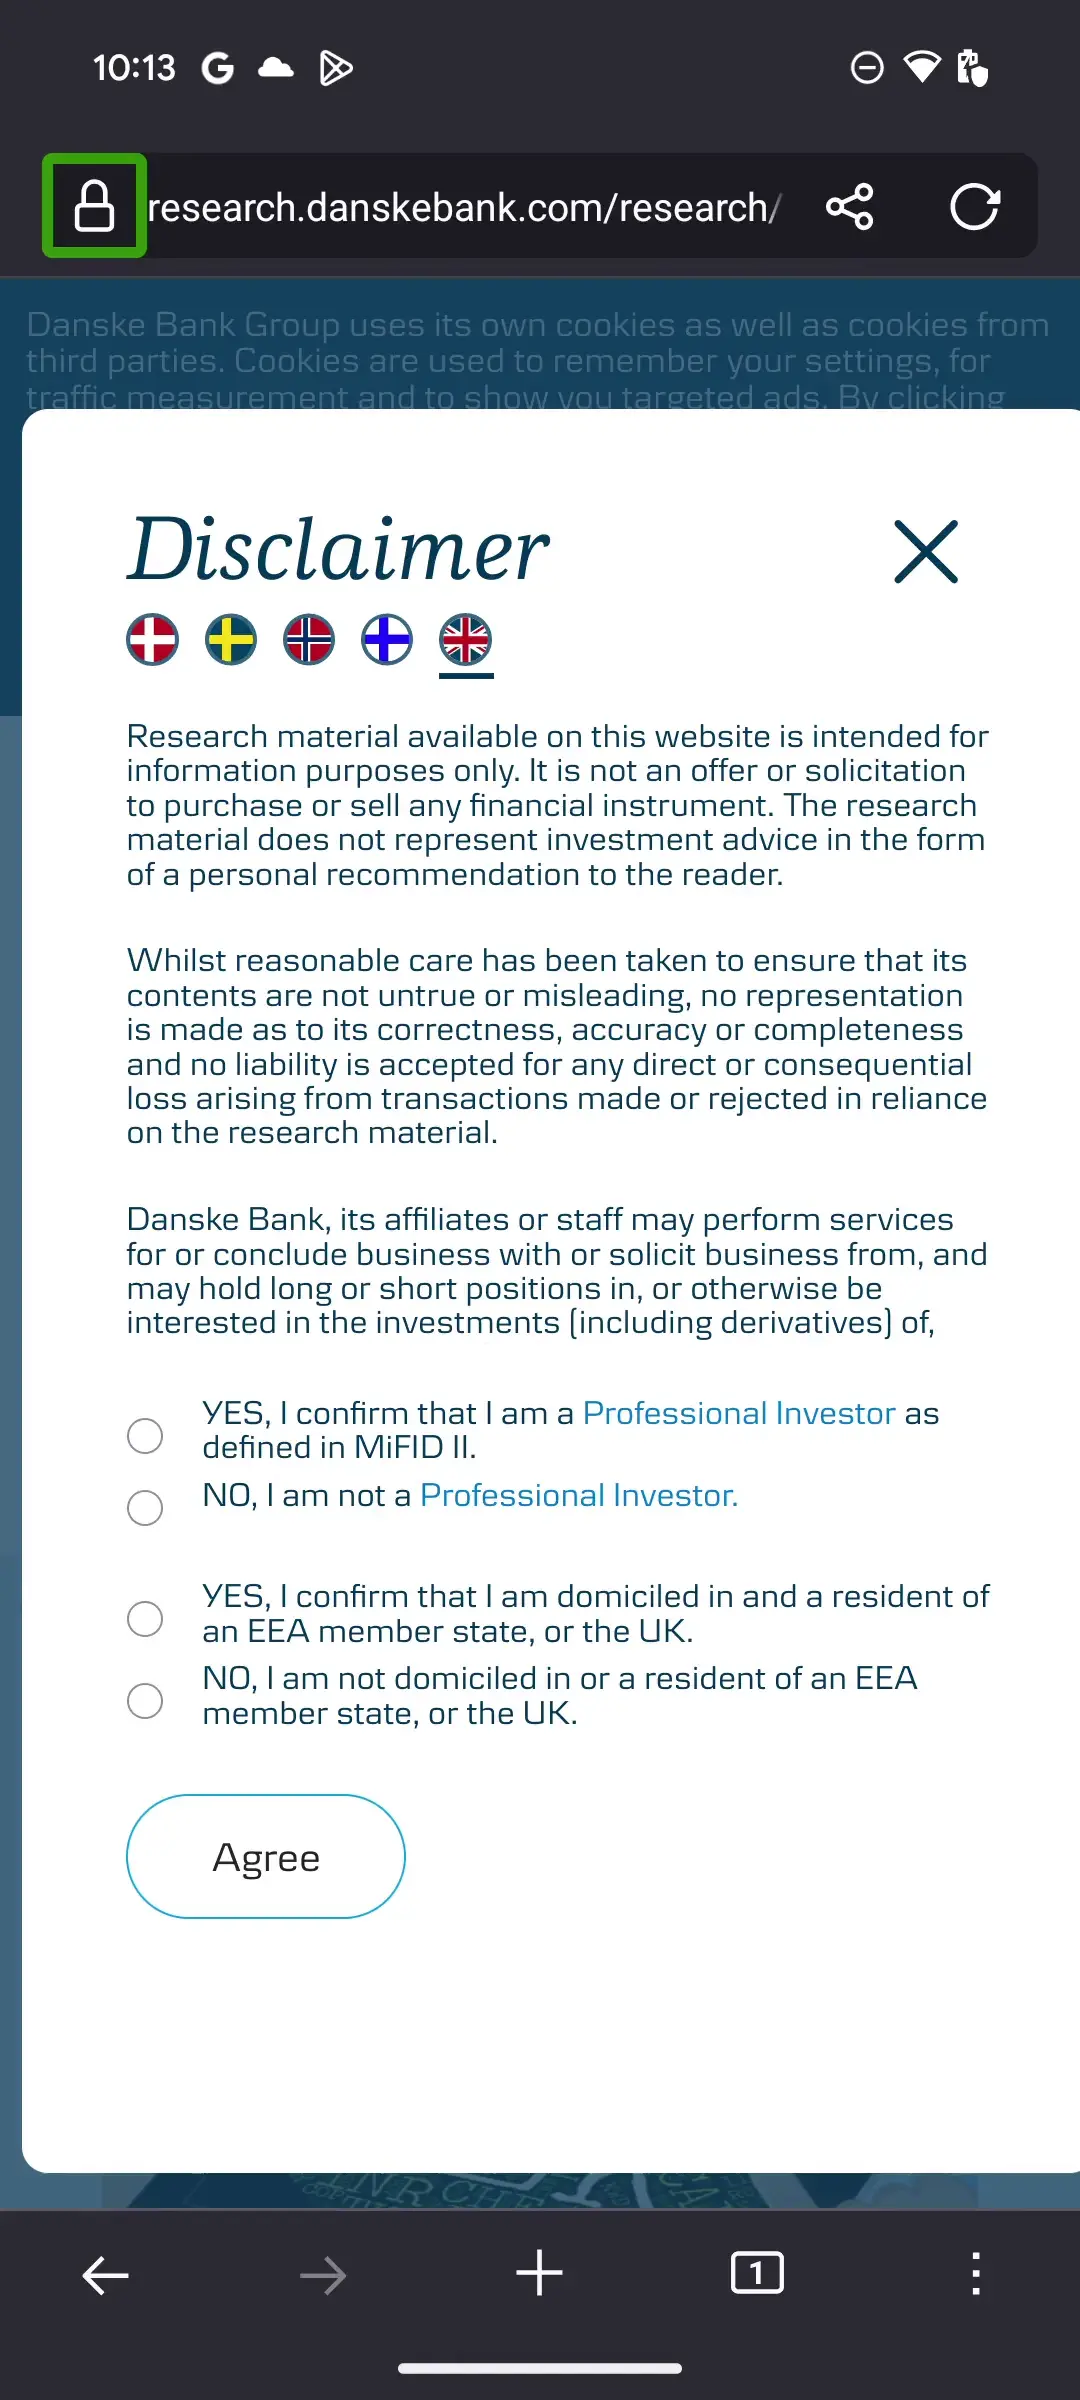 10:13
research.danskebank.com/research/
Danske Bank Group uses its own cookies as well as cookies from
third parties. Cookies are used to remember your settings, for
traffic measurement and to show you targeted ads. By clicking
Disclaimer
Research material available on this website is intended for
information purposes only. It is not an offer or solicitation
to purchase or sell any financial instrument. The research
material does not represent investment advice in the form
of a personal recommendation to the reader.
Whilst reasonable care has been taken to ensure that its
contents are not untrue or misleading, no representation
is made as to its correctness, accuracy or completeness
and no liability is accepted for any direct or consequential
loss arising from transactions made or rejected in reliance
on the research material.
Danske Bank, its affiliates or staff may perform services
for or conclude business with or solicit business from, and
may hold long or short positions in, or otherwise be
interested in the investments (including derivatives) of,
YES, I confirm that I am a Professional Investor as
defined in MiFID II.
NO, I am not a Professional Investor.
YES, I confirm that I am domiciled in and a resident of
an EEA member state, or the UK.
NO, I am not domiciled in or a resident of an EEA
member state, or the UK.
Agree
1